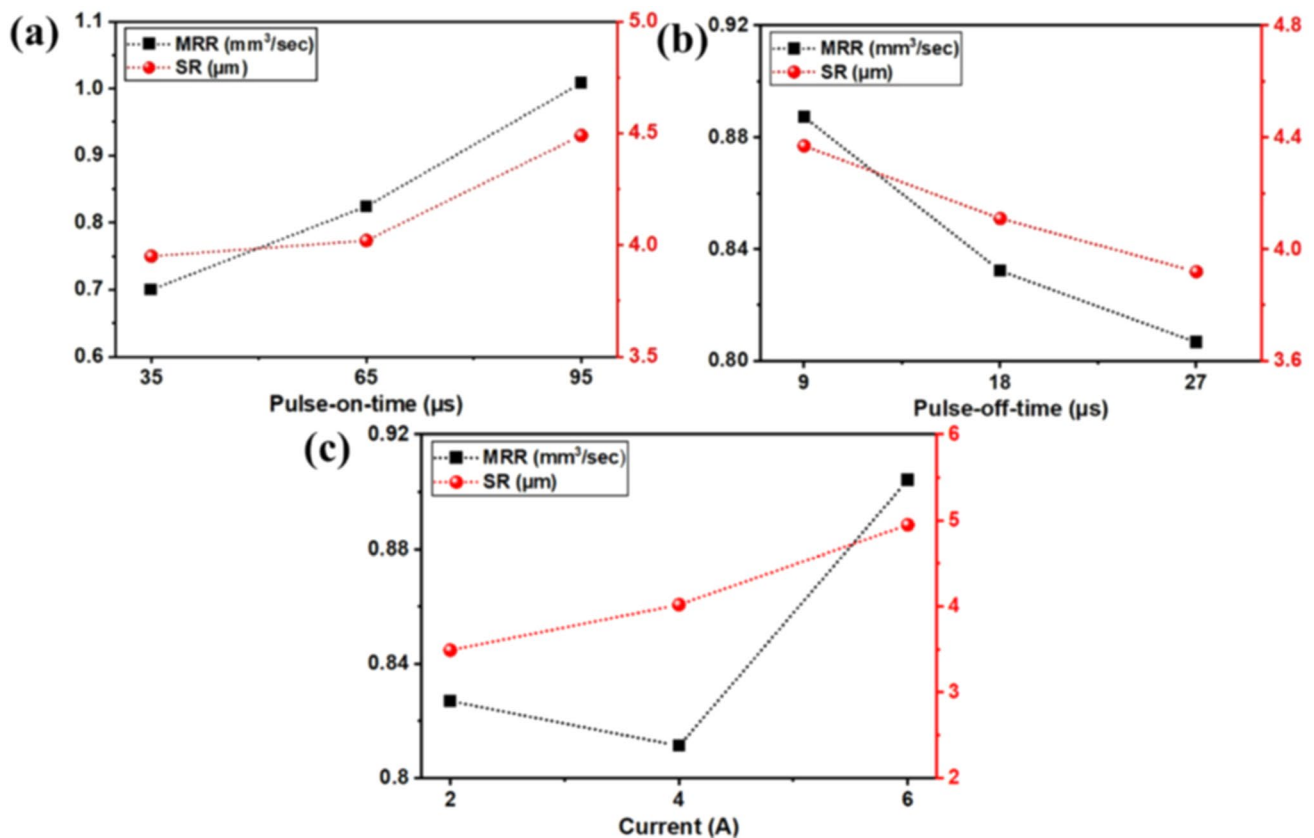 (a)
MRR (mm³/sec)
SR (µm)
1.1
1.0
0.9
0.8
0.7
0.6
5.0
4.5
4.0
3.5
35 65 95
Pulse-on-time (µs)
(b)
MRR (mm³/sec)
SR (µm)
0.92
0.88
0.84
0.80
4.8
4.4
4.0
3.6
9 18 27
Pulse-off-time (µs)
(c)
MRR (mm³/sec)
SR (µm)
0.92
0.88
0.84
0.8
6
5
4
3
2
2 4 6
Current (A)